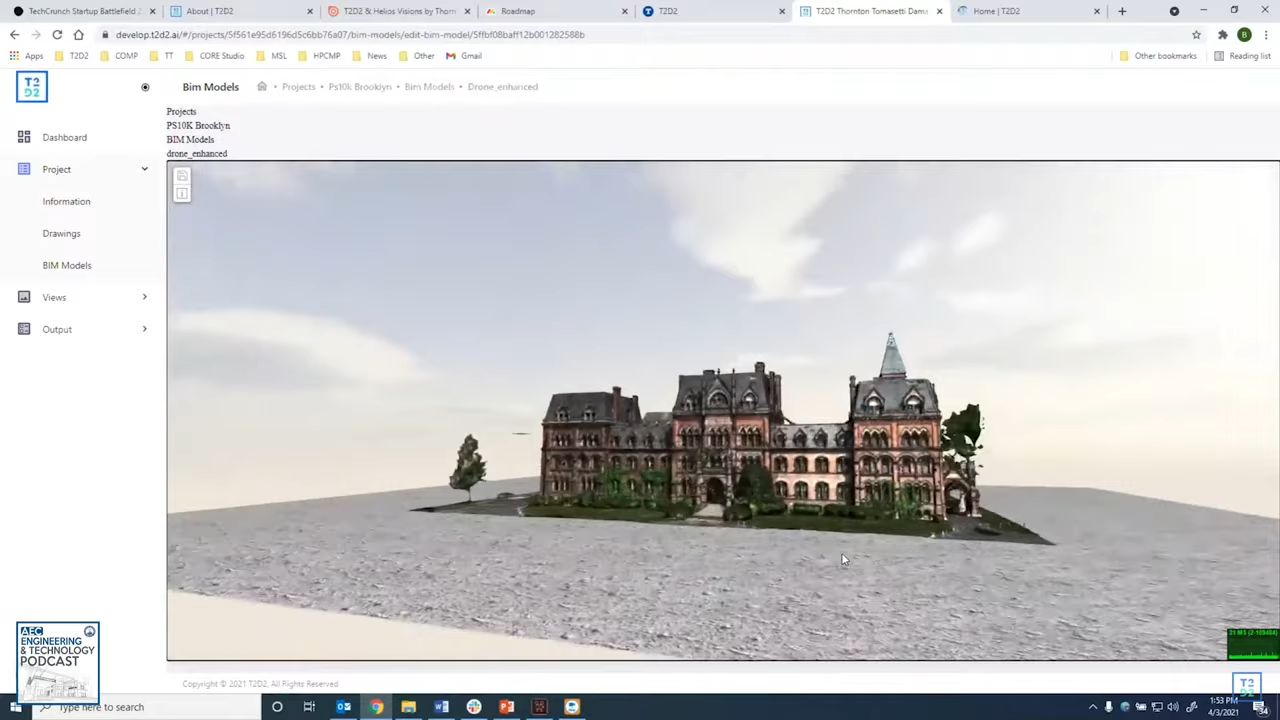 TechCrunch Startup Battlefield
About | T2D2
T2D2 & Helios Visions by Thorn
Roadmap
T2D2
T2D2 Thornton Tomasetti Dama
Home | T2D2
develop.t2d2.ai/#/projects/5f561e95d6196d5c6bb76a07/bim-models/edit-bim-model/5ffbf08baff12b001282588b
B
Apps
T2D2
COMP
TT
CORE Studio
MSL
HPCMP
News
Other
Gmail
Other bookmarks
Reading list
T2
D2
Bim Models
Projects • Ps10k Brooklyn • Bim Models • Drone_enhanced
Projects
PS10K Brooklyn
BIM Models
drone_enhanced
Dashboard
Project
Information
Drawings
BIM Models
Views
Output
AEC
ENGINEERING
& TECHNOLOGY
PODCAST
Copyright © 2021 T2D2, All Rights Reserved
T2
D2
Type here to search
1:53 PM
4/3/2021